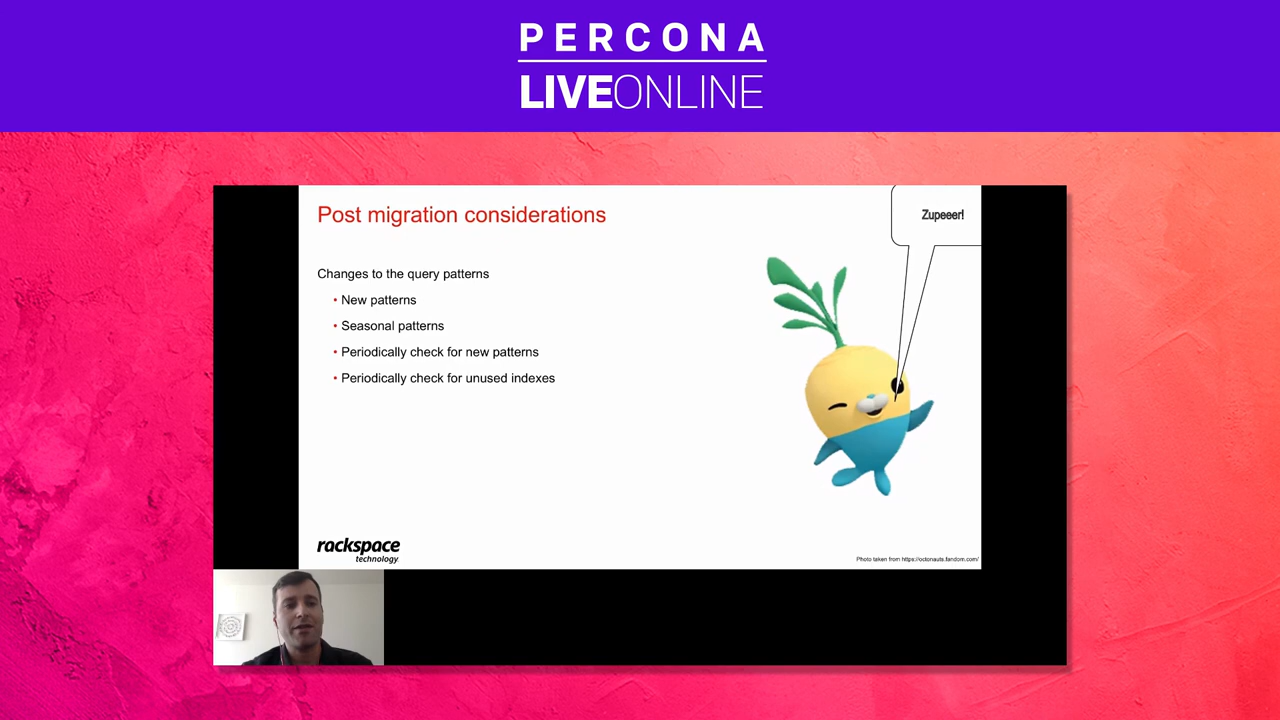 PERCONA
LIVEONLINE
Post migration considerations
Zupeeer!
Changes to the query patterns
• New patterns
• Seasonal patterns
• Periodically check for new patterns
• Periodically check for unused indexes
rackspace
technology
Photo taken from https://octonauts.fandom.com/